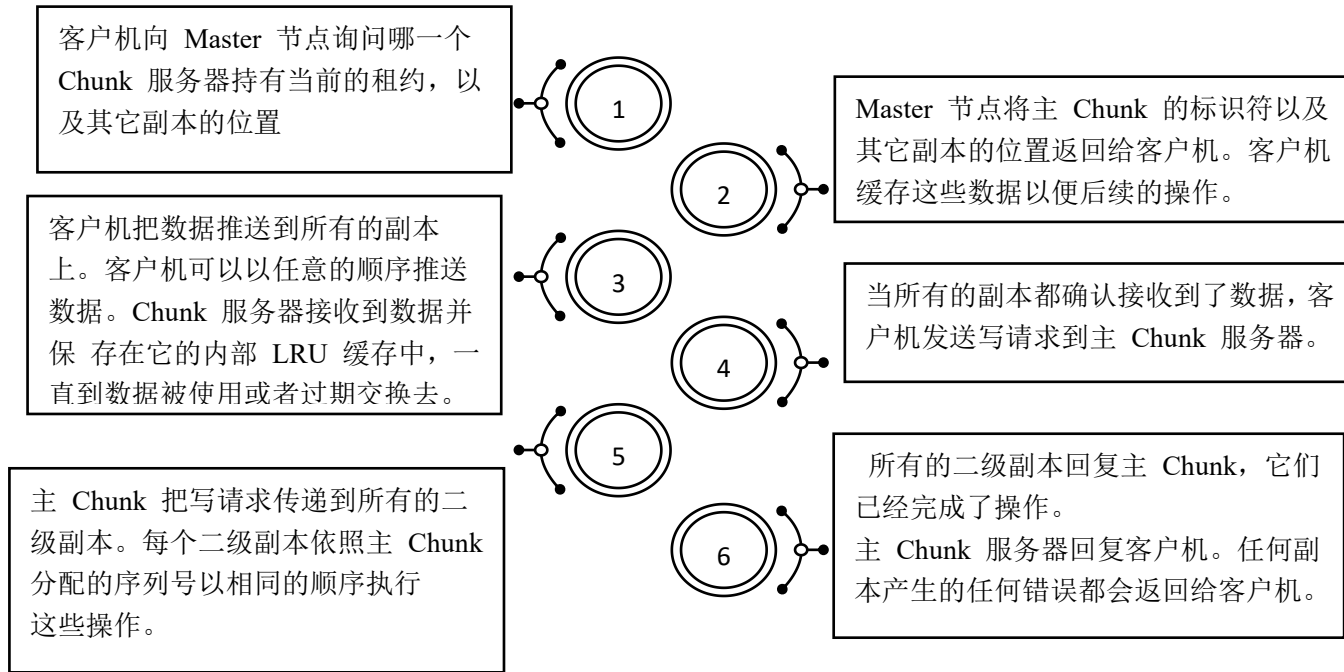 客户机向 Master 节点询问哪一个
Chunk 服务器持有当前的租约，以
及其它副本的位置
1
Master 节点将主 Chunk 的标识符以及
其它副本的位置返回给客户机。客户机
缓存这些数据以便后续的操作。
2
客户机把数据推送到所有的副本
上。客户机可以以任意的顺序推送
数据。Chunk 服务器接收到数据并
保 存在它的内部 LRU 缓存中，一
直到数据被使用或者过期交换去。
3
当所有的副本都确认接收到了数据，客
户机发送写请求到主 Chunk 服务器。
4
主 Chunk 把写请求传递到所有的二
级副本。每个二级副本依照主 Chunk
分配的序列号以相同的顺序执行
这些操作。
5
所有的二级副本回复主 Chunk，它们
已经完成了操作。
主 Chunk 服务器回复客户机。任何副
本产生的任何错误都会返回给客户机。
6